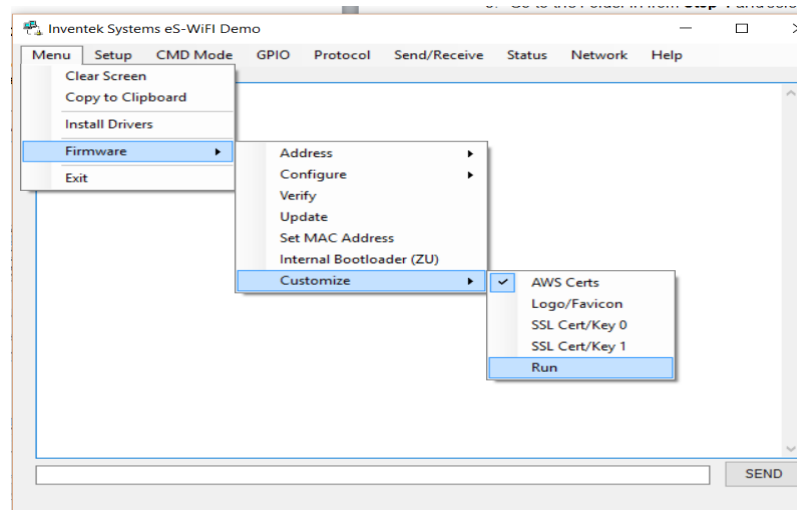 Inventek Systems eS-WiFI Demo
Menu Setup CMD Mode GPIO Protocol Send/Receive Status Network Help
Clear Screen
Copy to Clipboard
Install Drivers
Firmware
Exit
Address
Configure
Verify
Update
Set MAC Address
Internal Bootloader (ZU)
Customize
AWS Certs
Logo/Favicon
SSL Cert/Key 0
SSL Cert/Key 1
Run
SEND